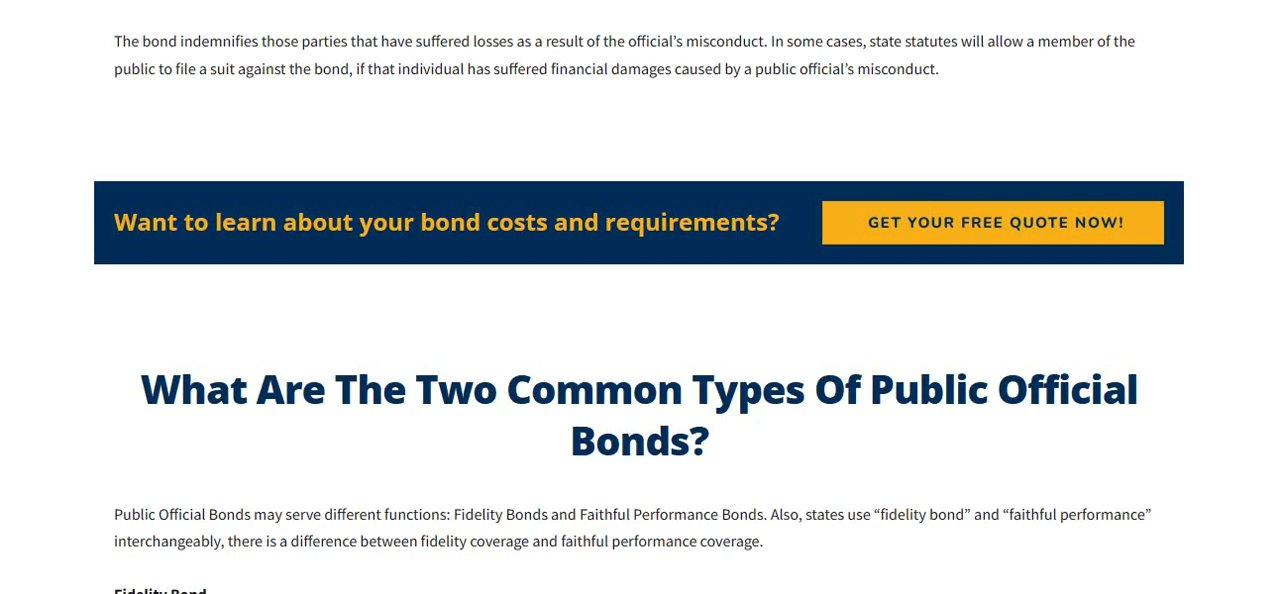 The bond indemnifies those parties that have suffered losses as a result of the official’s misconduct. In some cases, state statutes will allow a member of the
public to file a suit against the bond, if that individual has suffered financial damages caused by a public official’s misconduct.
Want to learn about your bond costs and requirements?
GET YOUR FREE QUOTE NOW!
What Are The Two Common Types Of Public Official
Bonds?
Public Official Bonds may serve different functions: Fidelity Bonds and Faithful Performance Bonds. Also, states use “fidelity bond” and “faithful performance”
interchangeably, there is a difference between fidelity coverage and faithful performance coverage.
Fidelity Bond